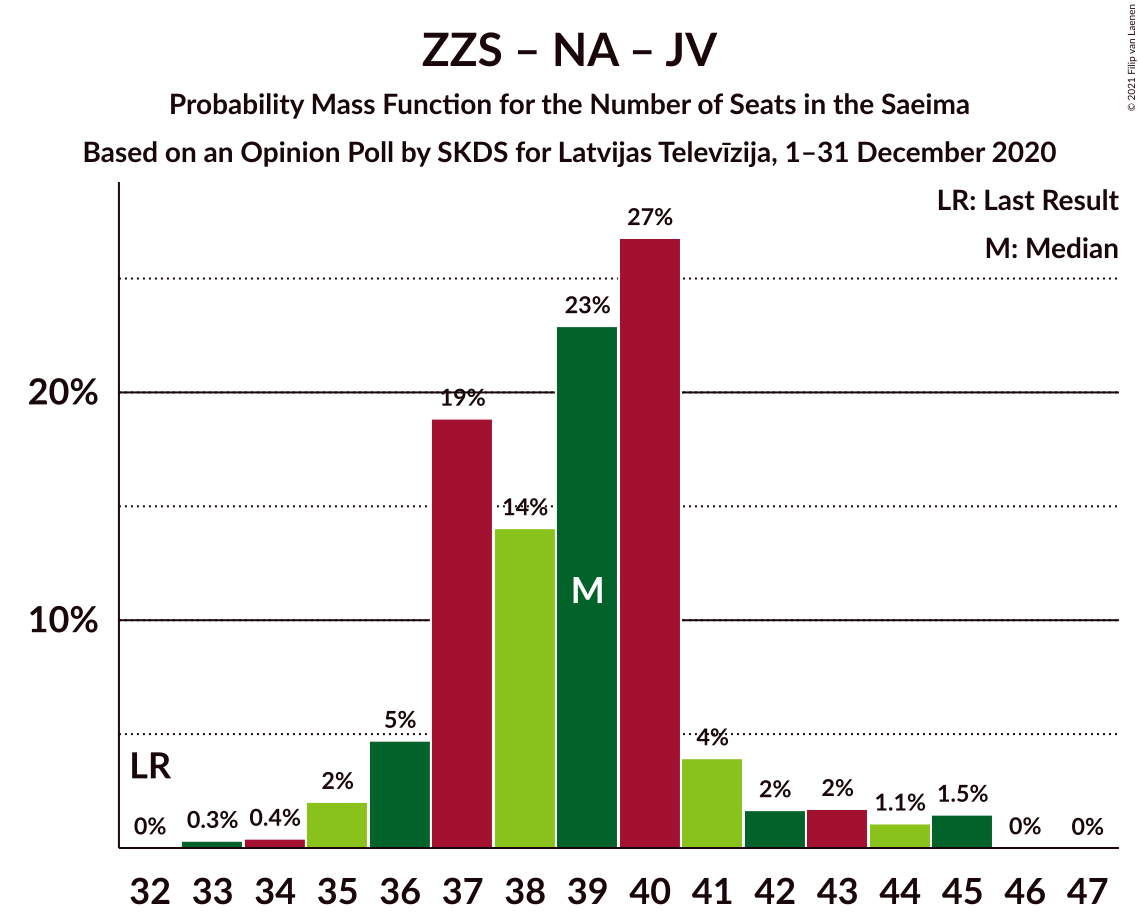 ZZS – NA – JV
Probability Mass Function for the Number of Seats in the Saeima
Based on an Opinion Poll by SKDS for Latvijas Televīzija, 1–31 December 2020
© 2021 Filip van Laenen
LR: Last Result
M: Median
20%
10%
LR
M
0%
0.3%
0.4%
2%
5%
19%
14%
23%
27%
4%
2%
2%
1.1%
1.5%
0%
0%
32 33 34 35 36 37 38 39 40 41 42 43 44 45 46 47